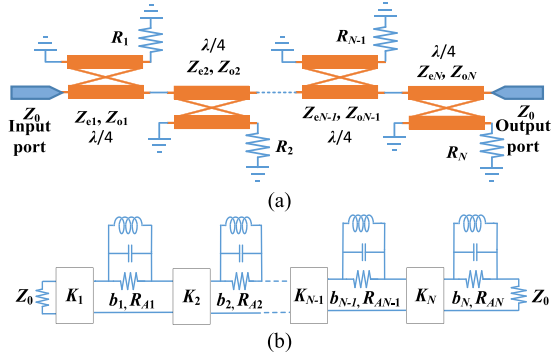 R1 RN-1
λ/4 λ/4
Ze2, Zo2 ZeN, ZoN
Z0 Z0
Input port Ze1, Zo1 λ/4 R2 ZeN-1, ZoN-1 λ/4 RN Output port
(a)
Z0 K1 K2 KN-1 KN Z0
b1, RA1 b2, RA2 bN-1, RAN-1 bN, RAN
(b)